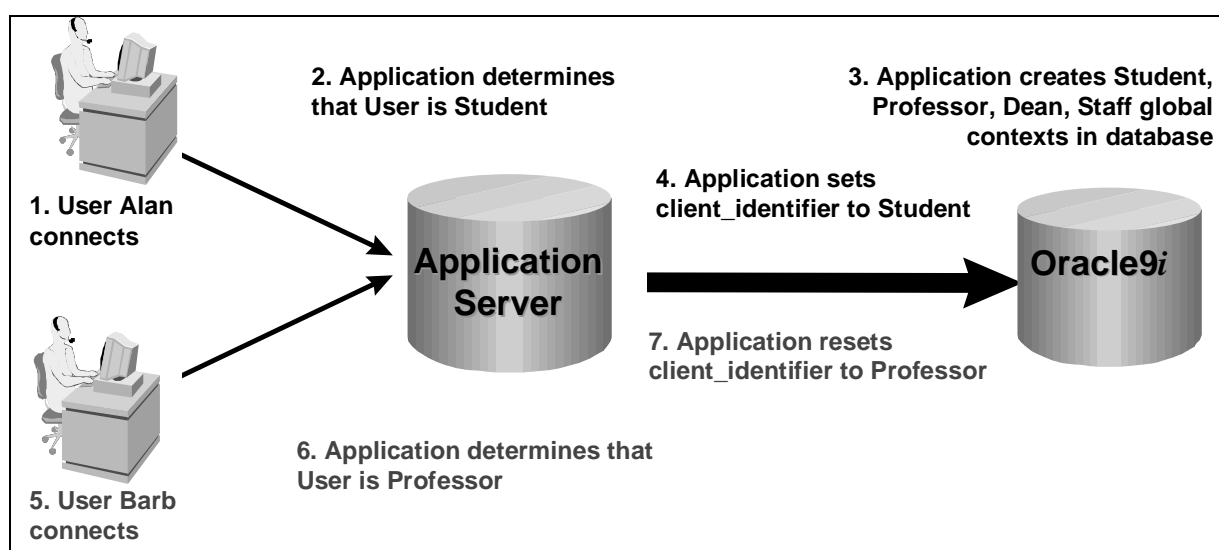 1. User Alan
connects
2. Application determines
that User is Student
3. Application creates Student,
Professor, Dean, Staff global
contexts in database
4. Application sets
client_identifier to Student
Application
Server
Oracle9i
5. User Barb
connects
6. Application determines that
User is Professor
7. Application resets
client_identifier to Professor